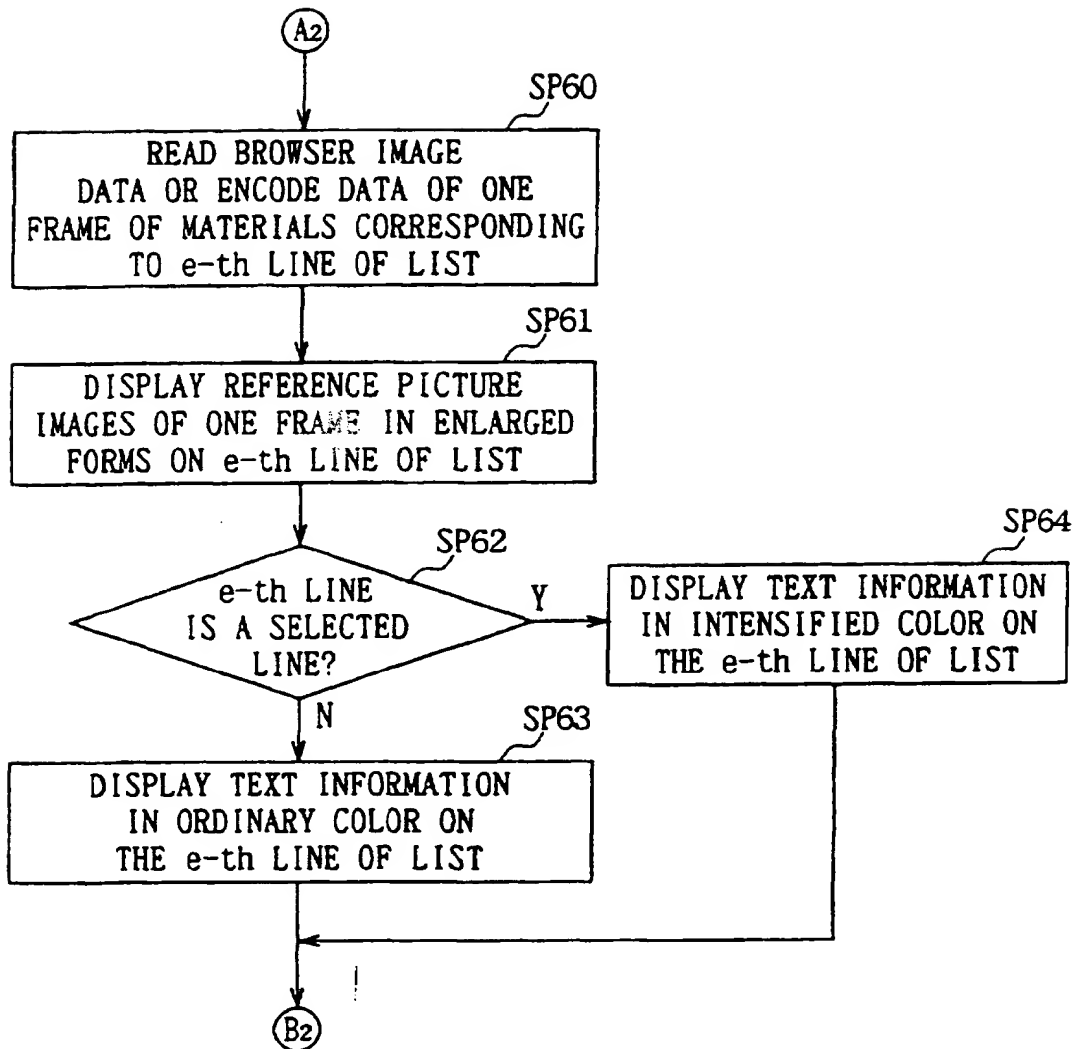 A2
SP60
READ BROWSER IMAGE
DATA OR ENCODE DATA OF ONE
FRAME OF MATERIALS CORRESPONDING
TO e-th LINE OF LIST
SP61
DISPLAY REFERENCE PICTURE
IMAGES OF ONE FRAME IN ENLARGED
FORMS ON e-th LINE OF LIST
SP62
e-th LINE
IS A SELECTED
LINE?
Y
SP64
DISPLAY TEXT INFORMATION
IN INTENSIFIED COLOR ON
THE e-th LINE OF LIST
N
SP63
DISPLAY TEXT INFORMATION
IN ORDINARY COLOR ON
THE e-th LINE OF LIST
B2